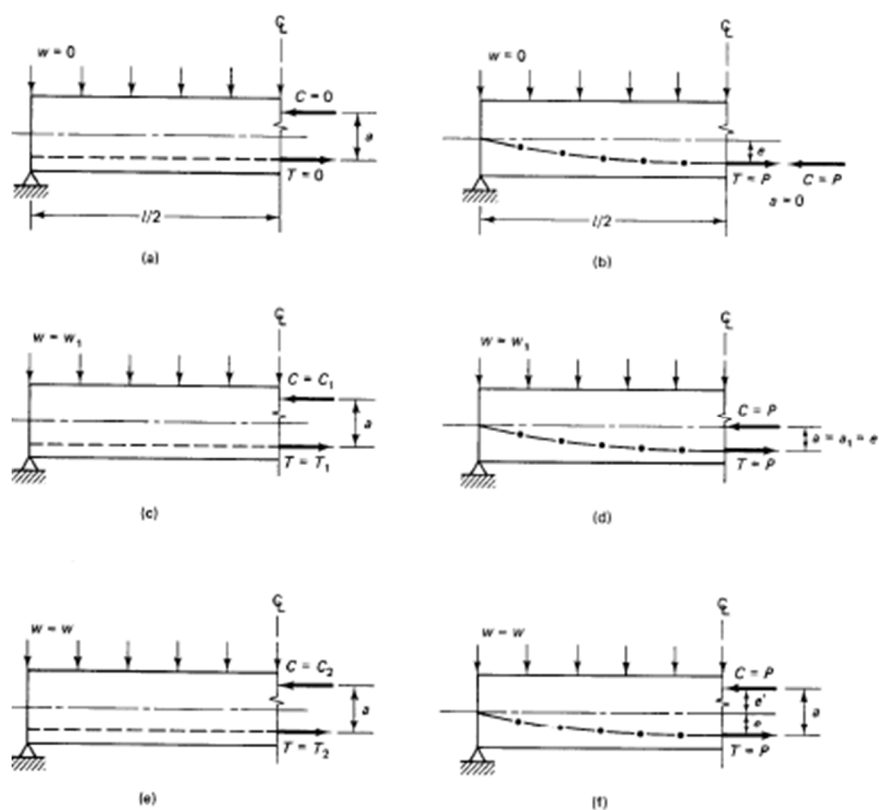 ℄
w = 0
C = 0
a
T = 0
l/2
(a)
℄
w = 0
e
T = P
C = P
a = 0
l/2
(b)
℄
w = w₁
C = C₁
a
T = T₁
(c)
℄
w = w₁
C = P
a = a₁ = e
T = P
(d)
℄
w = w
C = C₂
a
T = T₂
(e)
℄
w = w
C = P
e'
e
a
T = P
(f)